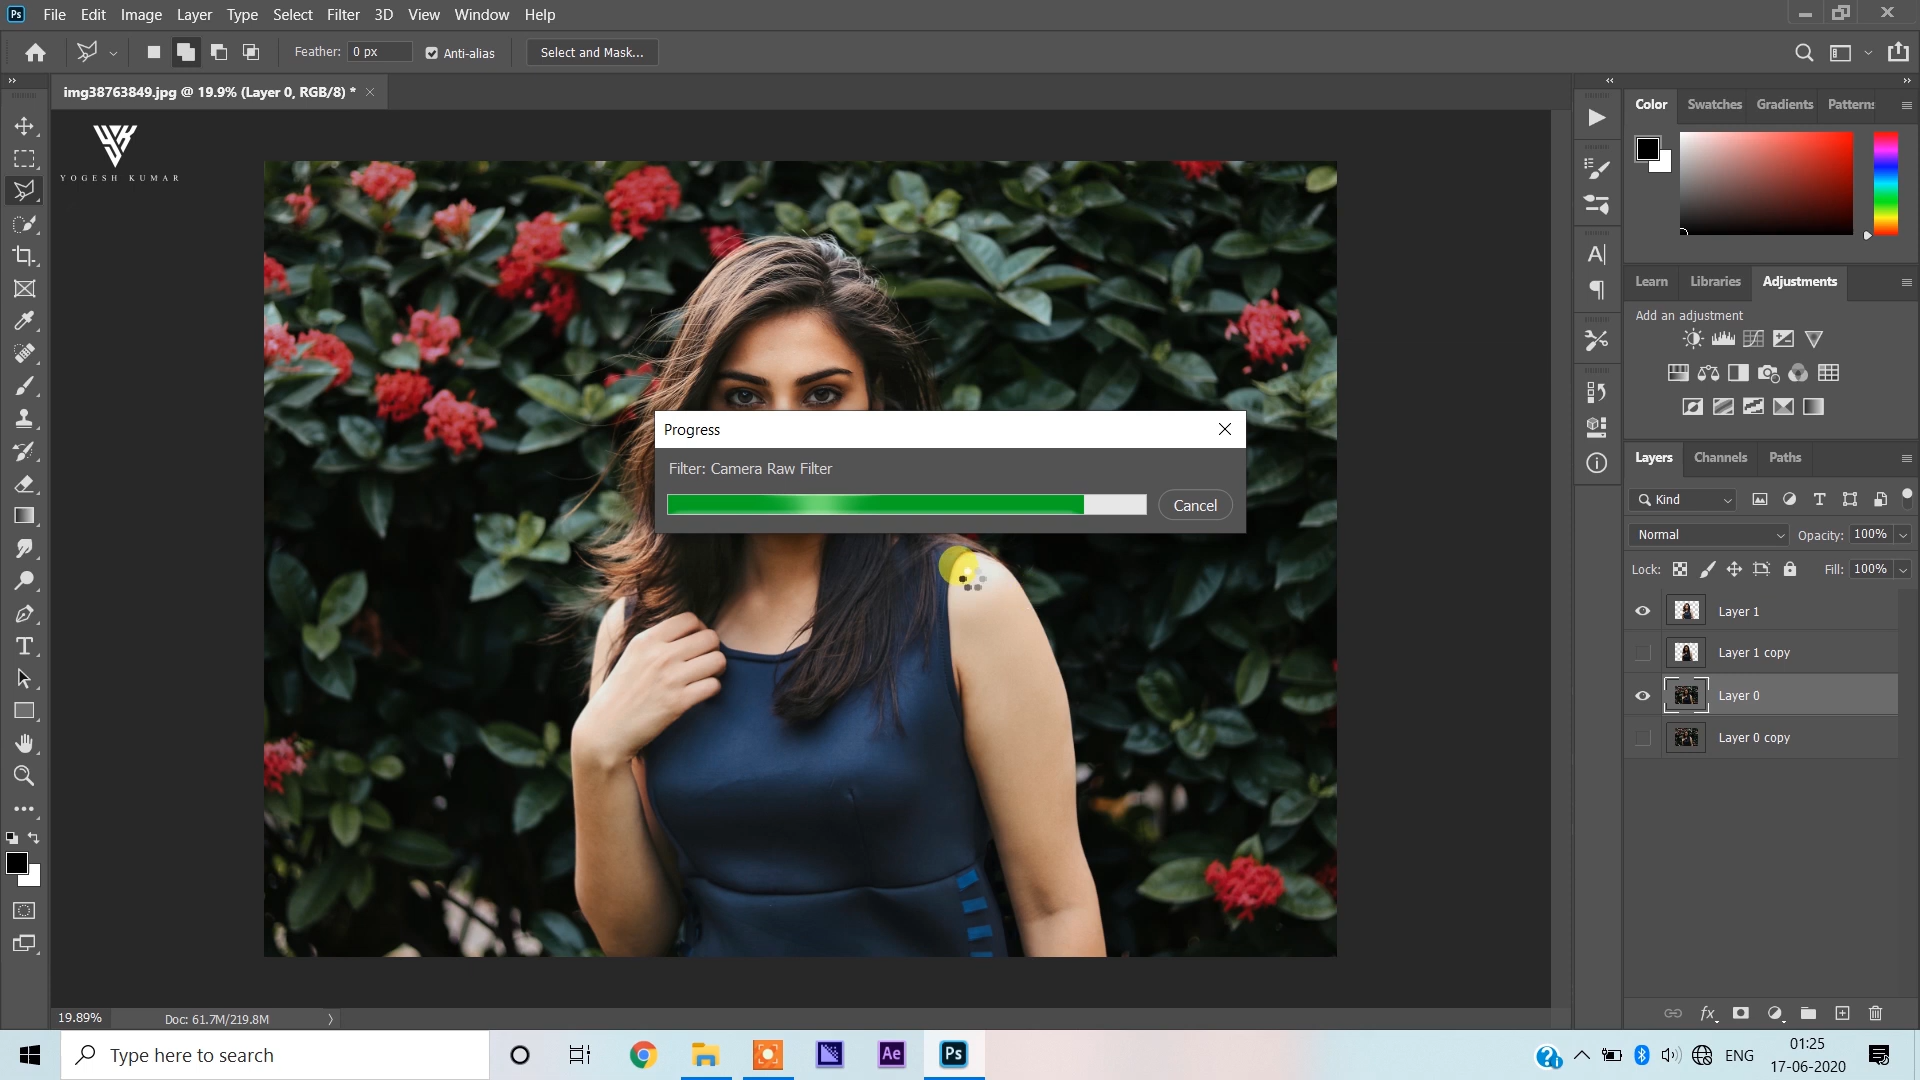 Ps File Edit Image Layer Type Select Filter 3D View Window Help
Feather: 0 px Anti-alias Select and Mask...
img38763849.jpg @ 19.9% (Layer 0, RGB/8) *
YOGESH KUMAR
Color Swatches Gradients
Learn Libraries Adjustments
Add an adjustment
Progress
Filter: Camera Raw Filter
Cancel
Layers Channels Paths
Kind
Normal Opacity: 100%
Lock: Fill: 100%
Layer 1
Layer 1 copy
Layer 0
Layer 0 copy
fx
19.89% Doc: 61.7M/219.8M
Type here to search
Ae Ps
ENG
01:25
17-06-2020